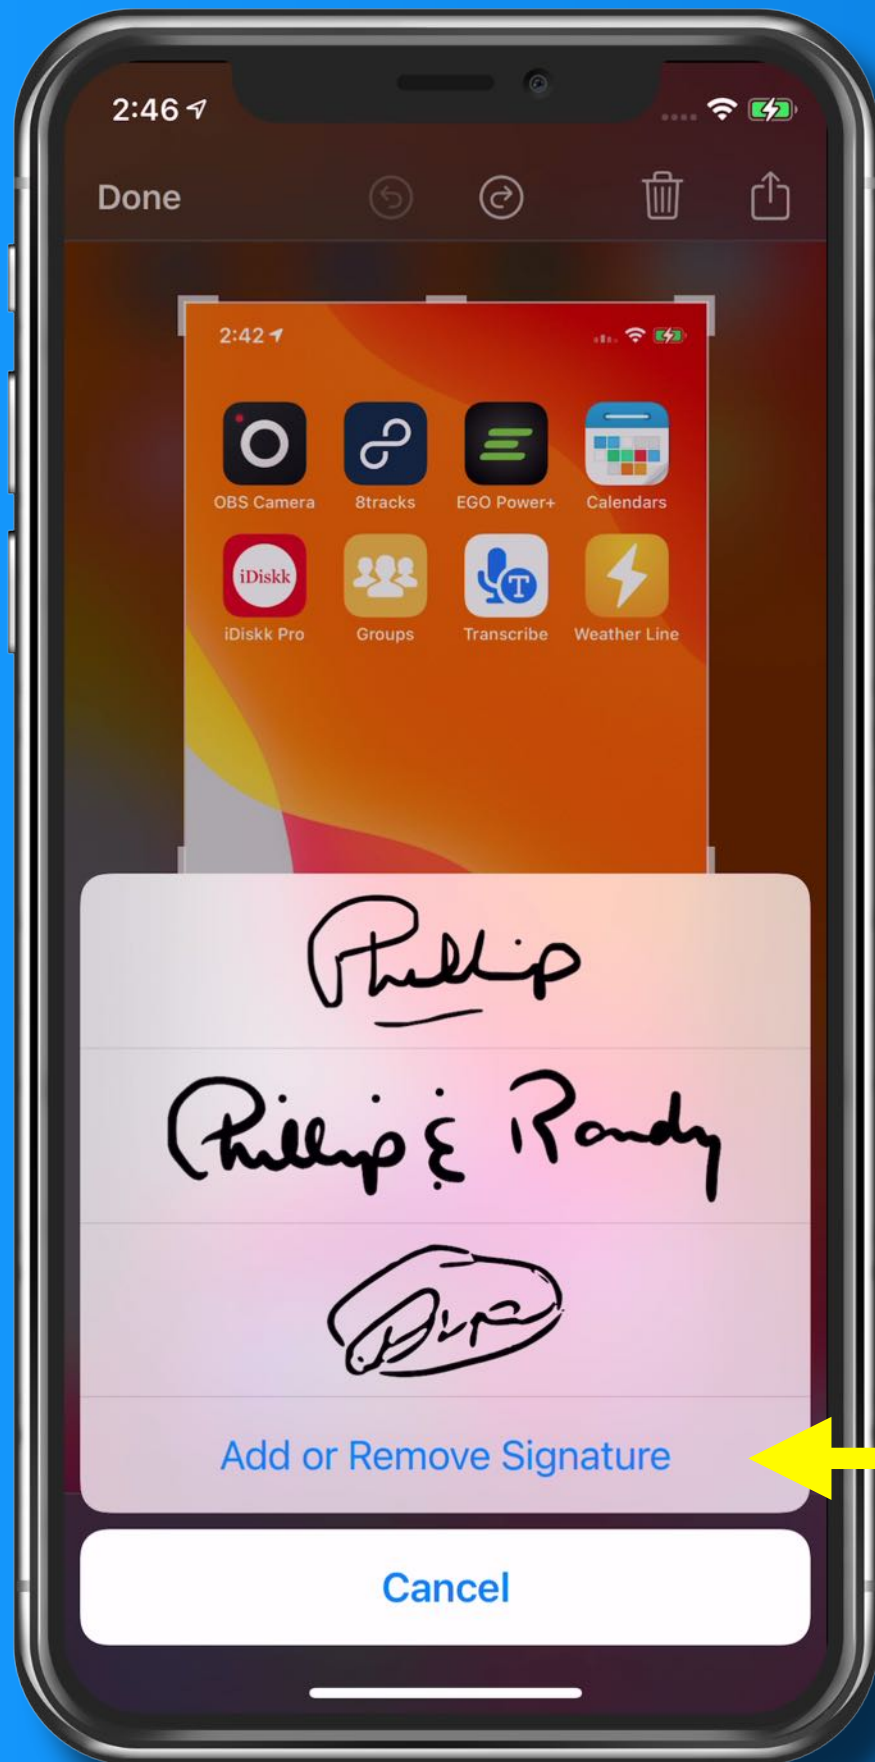 2:46
Done
2:42
OBS Camera 8tracks EGO Power+ Calendars
iDiskk
T
iDiskk Pro Groups Transcribe Weather Line
Phillip
Phillip & Randy
Add or Remove Signature
Cancel